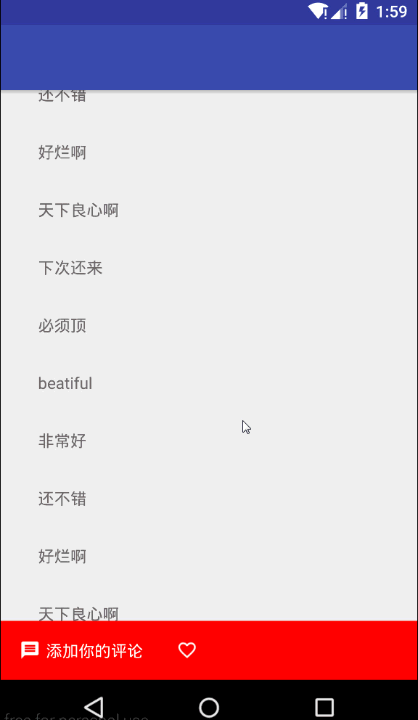 1:59
还不错
好烂啊
天下良心啊
下次还来
必须顶
beatiful
非常好
还不错
好烂啊
天下良心啊
添加你的评论
free for personal use